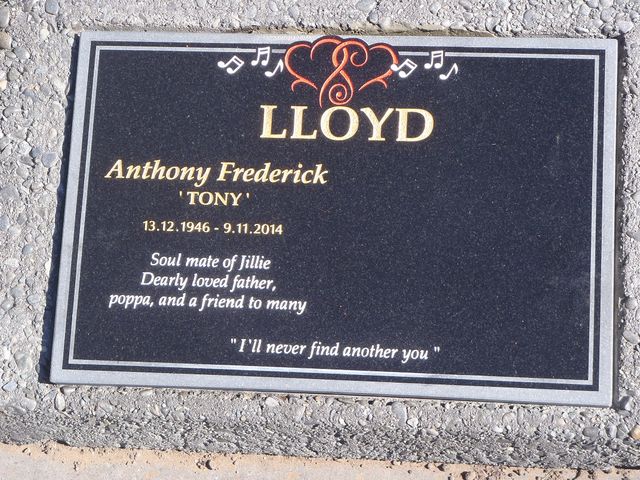 LLOYD
Anthony Frederick
'TONY'
13.12.1946 - 9.11.2014
Soul mate of Jillie
Dearly loved father,
poppa, and a friend to many
"I'll never find another you"